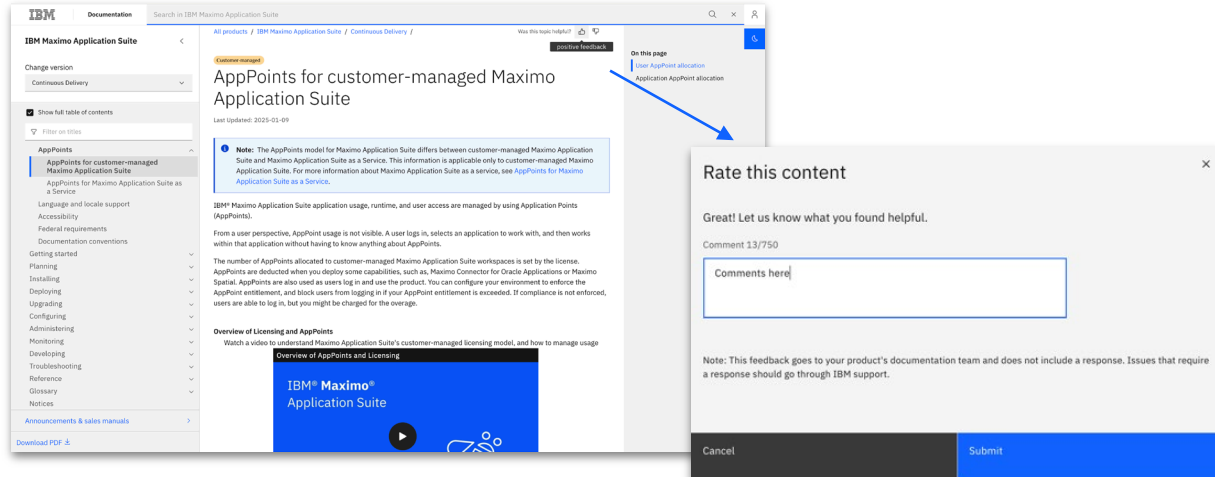 IBM
Documentation
Search in IBM Maximo Application Suite
IBM Maximo Application Suite
Change version
Continuous Delivery
Show full table of contents
Filter on titles
AppPoints
AppPoints for customer-managed
Maximo Application Suite
AppPoints for Maximo Application Suite as
a Service
Language and locale support
Accessibility
Federal requirements
Documentation conventions
Getting started
Planning
Installing
Deploying
Upgrading
Configuring
Administering
Monitoring
Developing
Troubleshooting
Reference
Glossary
Notices
Announcements & sales manuals
Download PDF
All products / IBM Maximo Application Suite / Continuous Delivery /
Was this topic helpful?
positive feedback
Customer-managed
AppPoints for customer-managed Maximo
Application Suite
Last Updated: 2025-01-09
Note: The AppPoints model for Maximo Application Suite differs between customer-managed Maximo Application
Suite and Maximo Application Suite as a Service. This information is applicable only to customer-managed Maximo
Application Suite. For more information about Maximo Application Suite as a service, see AppPoints for Maximo
Application Suite as a Service.
IBM® Maximo Application Suite application usage, runtime, and user access are managed by using Application Points
(AppPoints).
From a user perspective, AppPoint usage is not visible. A user logs in, selects an application to work with, and then works
within that application without having to know anything about AppPoints.
The number of AppPoints allocated to customer-managed Maximo Application Suite workspaces is set by the license.
AppPoints are deducted when you deploy some capabilities, such as, Maximo Connector for Oracle Applications or Maximo
Spatial. AppPoints are also used as users log in and use the product. You can configure your environment to enforce the
AppPoint entitlement, and block users from logging in if your AppPoint entitlement is exceeded. If compliance is not enforced,
users are able to log in, but you might be charged for the overage.
Overview of Licensing and AppPoints
Watch a video to understand Maximo Application Suite's customer-managed licensing model, and how to manage usage
Overview of AppPoints and Licensing
IBM® Maximo®
Application Suite
On this page
User AppPoint allocation
Application AppPoint allocation
Rate this content
Great! Let us know what you found helpful.
Comment 13/750
Comments here
Note: This feedback goes to your product's documentation team and does not include a response. Issues that require
a response should go through IBM support.
Cancel
Submit